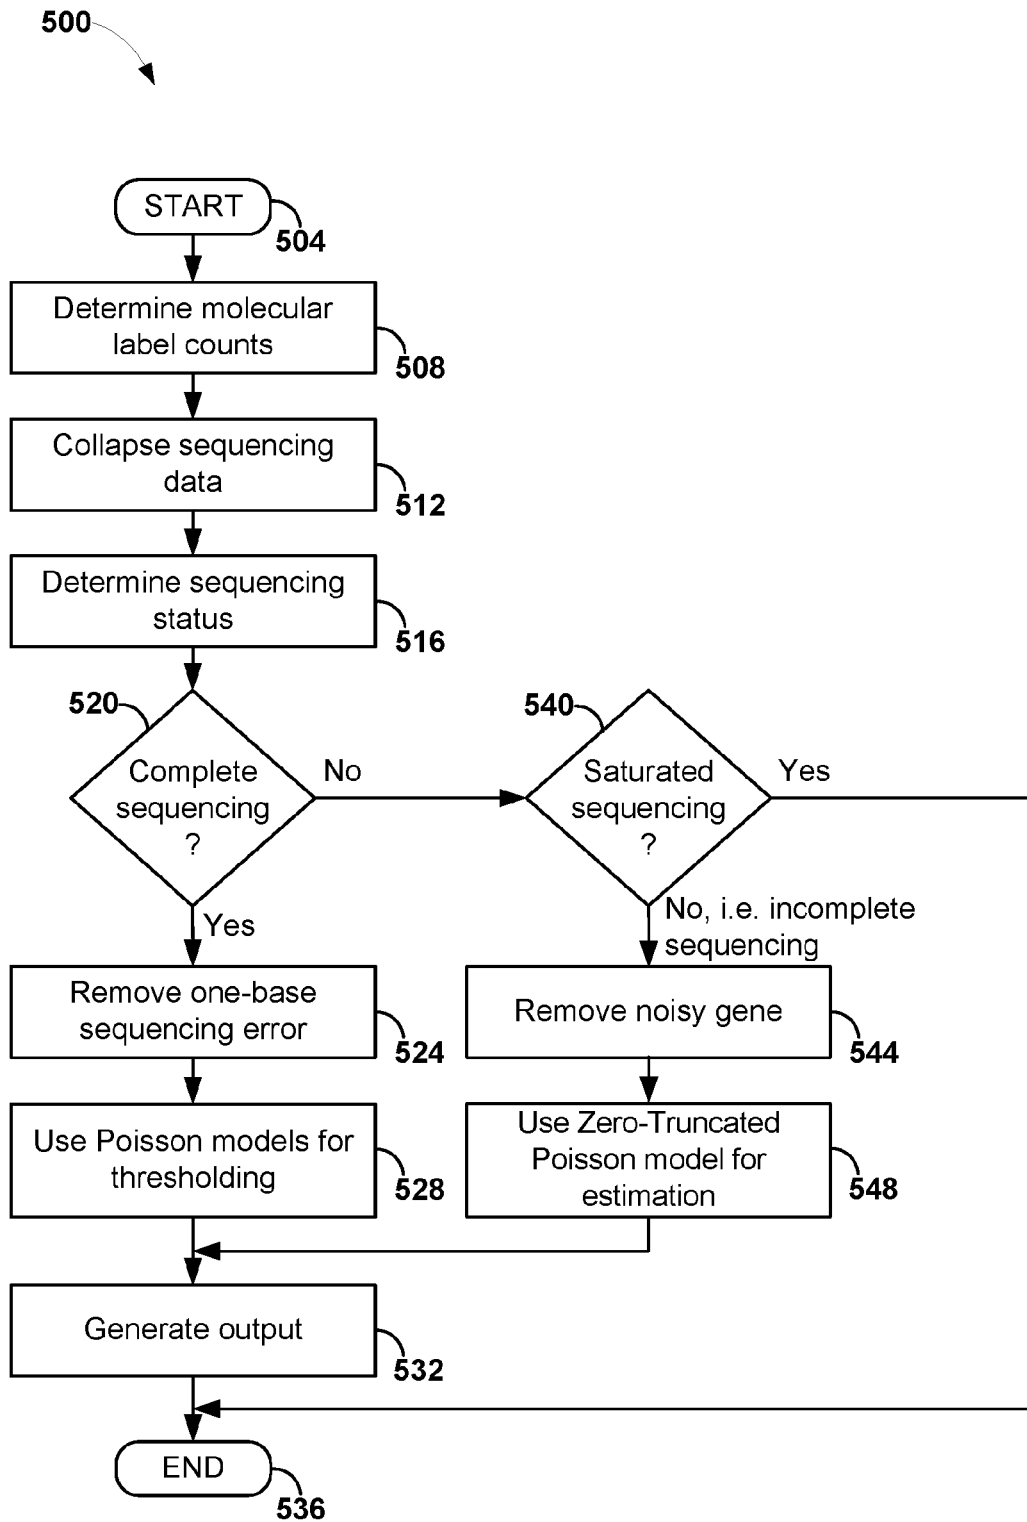 500
START
504
Determine molecular
label counts
508
Collapse sequencing
data
512
Determine sequencing
status
516
520
Complete
sequencing
?
No
540
Saturated
sequencing
?
Yes
Yes
No, i.e. incomplete
sequencing
Remove one-base
sequencing error
524
Remove noisy gene
544
Use Poisson models for
thresholding
528
Use Zero-Truncated
Poisson model for
estimation
548
Generate output
532
END
536